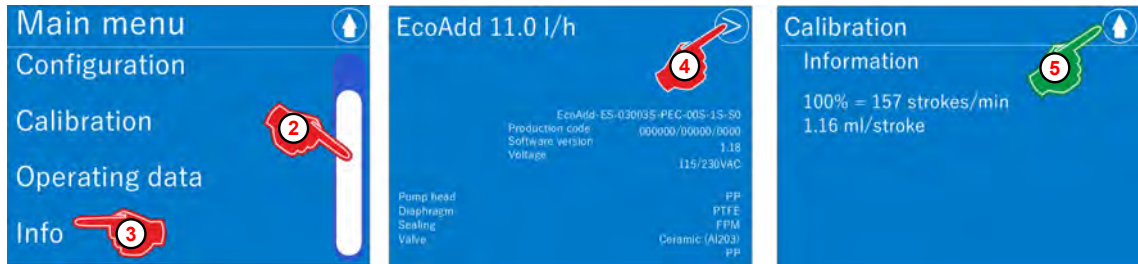 Main menu
Configuration
Calibration
2
Operating data
Info
3
EcoAdd 11.0 l/h
4
EcoAdd-ES-03003S-PEC-00S-1S-S0
Production code 000000/00000/0000
Software version 1.18
Voltage 115/230VAC
Pump head PP
Diaphragm PTFE
Sealing FPM
Valve Ceramic (Al203)
PP
Calibration
Information
5
100% = 157 strokes/min
1.16 ml/stroke